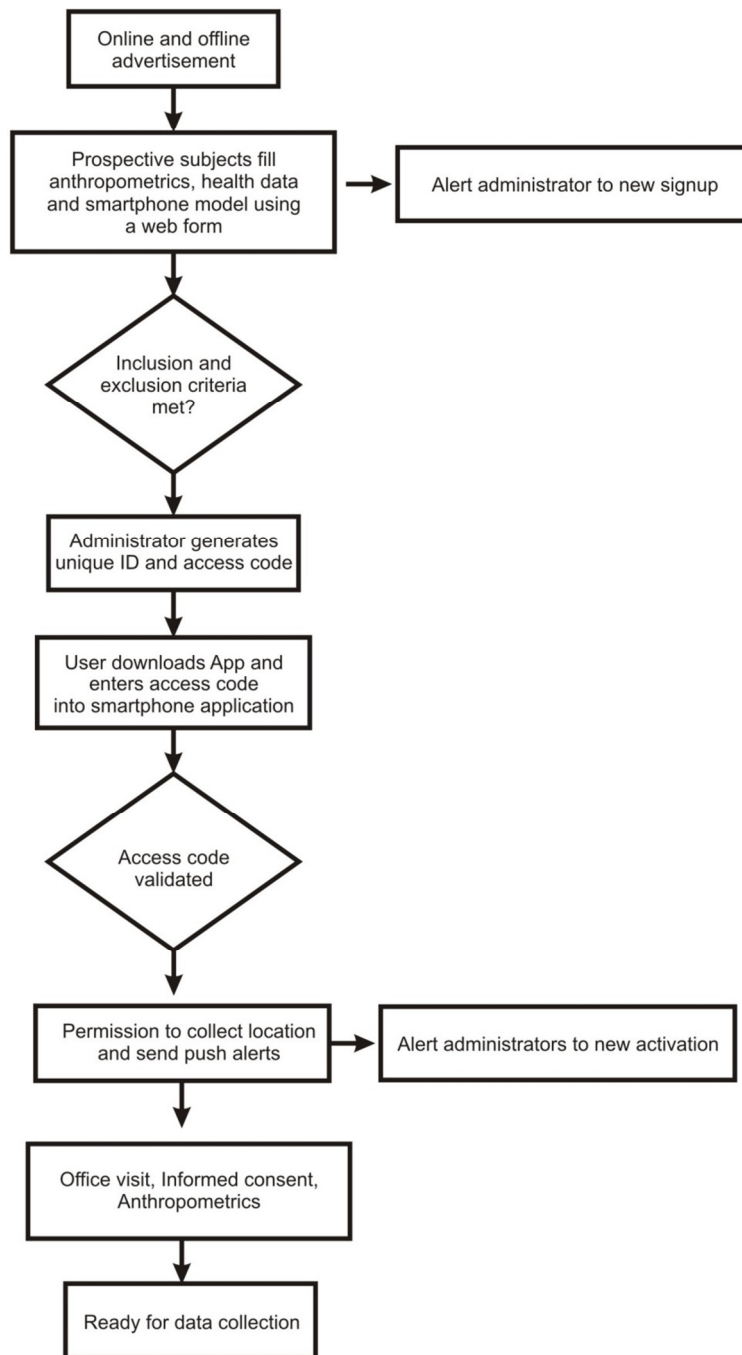 Online and offline
advertisement
Prospective subjects fill
anthropometrics, health data
and smartphone model using
a web form
Alert administrator to new signup
Inclusion and
exclusion criteria
met?
Administrator generates
unique ID and access code
User downloads App and
enters access code
into smartphone application
Access code
validated
Permission to collect location
and send push alerts
Alert administrators to new activation
Office visit, Informed consent,
Anthropometrics
Ready for data collection